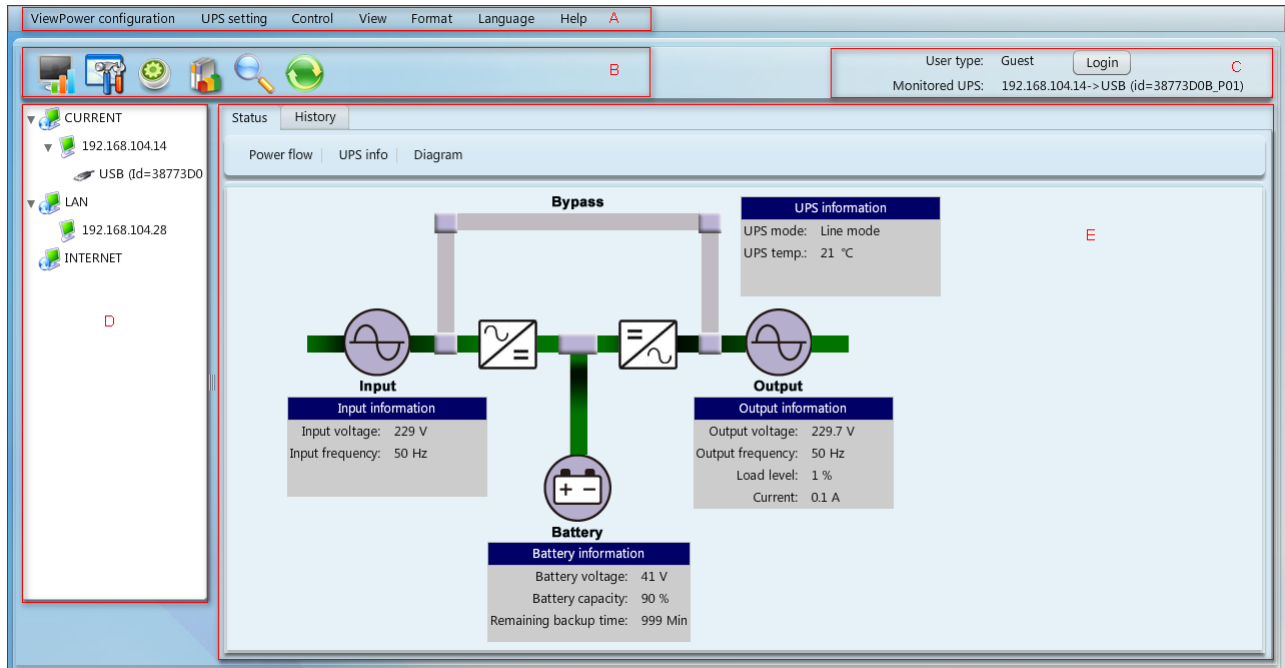 ViewPower configuration UPS setting Control View Format Language Help A
B
User type: Guest Login C
Monitored UPS: 192.168.104.14->USB (id=38773D0B_P01)
CURRENT
192.168.104.14
USB (Id=38773D0
LAN
192.168.104.28
INTERNET
D
Status History
Power flow UPS info Diagram
Bypass
UPS information
UPS mode: Line mode
UPS temp.: 21 ℃
E
Input
Input information
Input voltage: 229 V
Input frequency: 50 Hz
Output
Output information
Output voltage: 229.7 V
Output frequency: 50 Hz
Load level: 1 %
Current: 0.1 A
Battery
Battery information
Battery voltage: 41 V
Battery capacity: 90 %
Remaining backup time: 999 Min